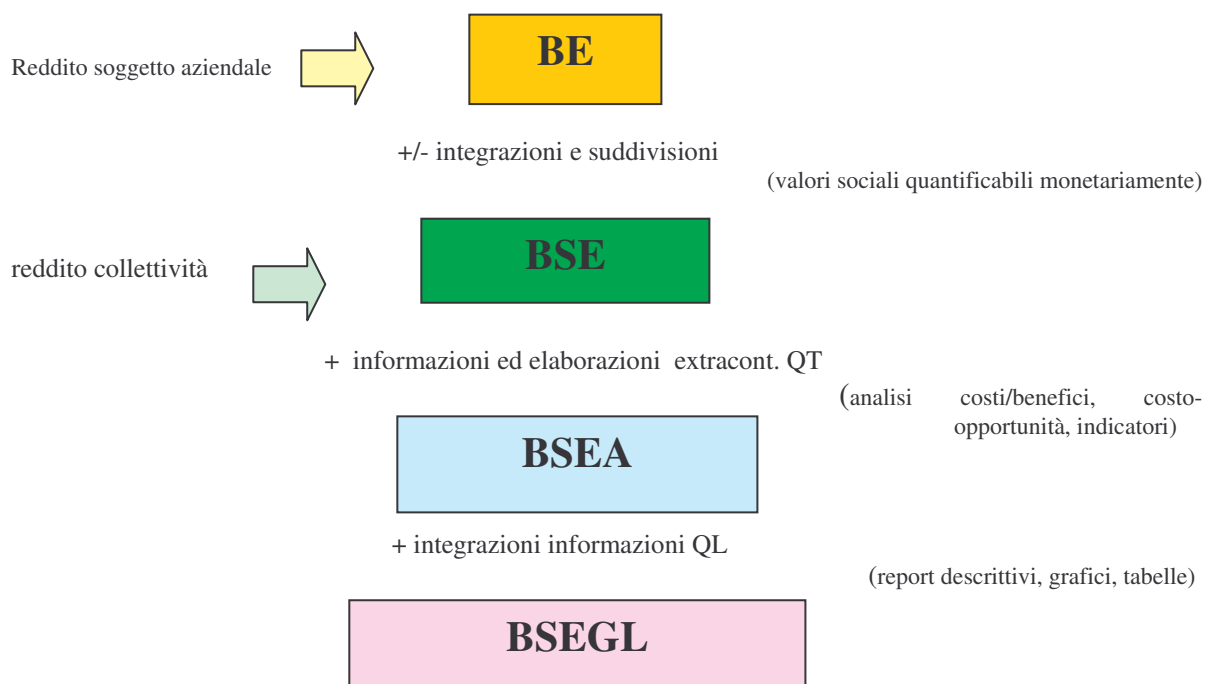 Reddito soggetto aziendale
BE
+/- integrazioni e suddivisioni
(valori sociali quantificabili monetariamente)
BSE
reddito collettività
+ informazioni ed elaborazioni extracont. QT
(analisi costi/benefici, costo-
opportunità, indicatori)
BSEA
+ integrazioni informazioni QL
(report descrittivi, grafici, tabelle)
BSEGL